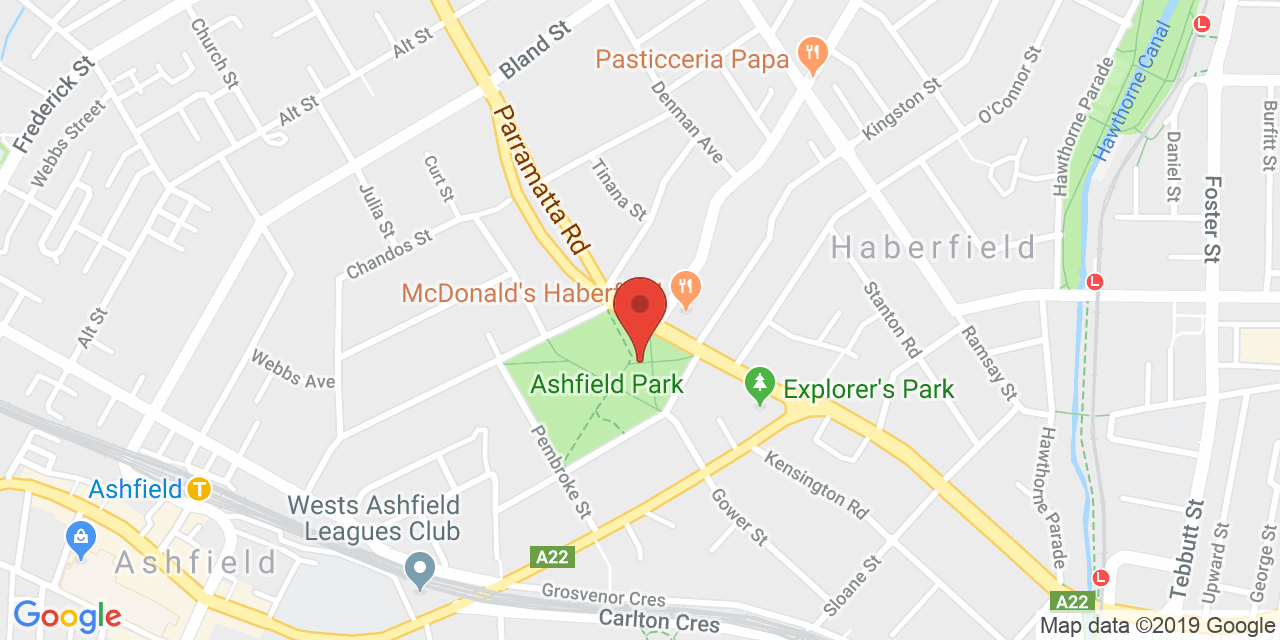 Church St
Alt St
Bland St
Pasticceria Papa
L
Frederick St
Webbs Street
Alt St
Denman Ave
Kingston St
O'Connor St
Hawthorne Parade
Hawthorne Canal
Daniel St
Burfitt St
Foster St
Parramatta Rd
Curt St
Julia St
Tinana St
Chandos St
Haberfield
L
McDonald's Haberf
Stanton Rd
Ramsay St
Alt St
Webbs Ave
Ashfield Park
Explorer's Park
Pembroke St
Ashfield
T
Wests Ashfield
Leagues Club
Kensington Rd
Gower St
Hawthorne Parade
Tebbutt St
Upward St
George St
Ashfield
A22
Sloane St
L
Grosvenor Cres
Carlton Cres
A22
Google
Map data ©2019 Google